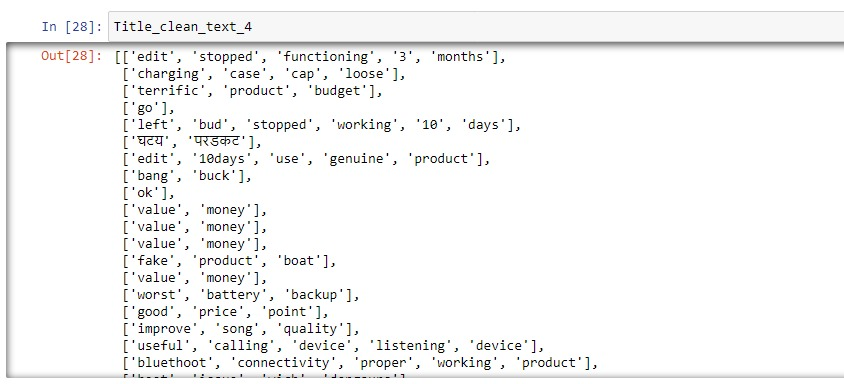 In [28]: Title_clean_text_4
Out[28]: [['edit', 'stopped', 'functioning', '3', 'months'],
['charging', 'case', 'cap', 'loose'],
['terrific', 'product', 'budget'],
['go'],
['left', 'bud', 'stopped', 'working', '10', 'days'],
['घटय', 'परडकट'],
['edit', '10days', 'use', 'genuine', 'product'],
['bang', 'buck'],
['ok'],
['value', 'money'],
['value', 'money'],
['value', 'money'],
['fake', 'product', 'boat'],
['value', 'money'],
['worst', 'battery', 'backup'],
['good', 'price', 'point'],
['improve', 'song', 'quality'],
['useful', 'calling', 'device', 'listening', 'device'],
['bluethoot', 'connectivity', 'proper', 'working', 'product'],